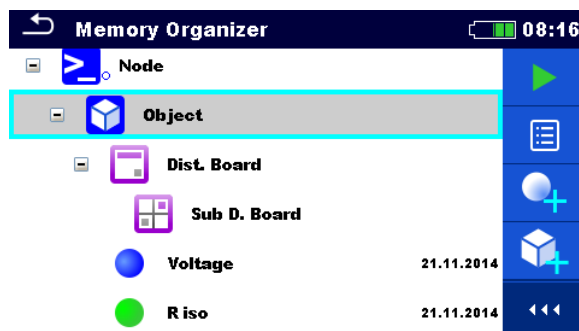 Memory Organizer 08:16
Node
Object
Dist. Board
Sub D. Board
Voltage 21.11.2014
R iso 21.11.2014